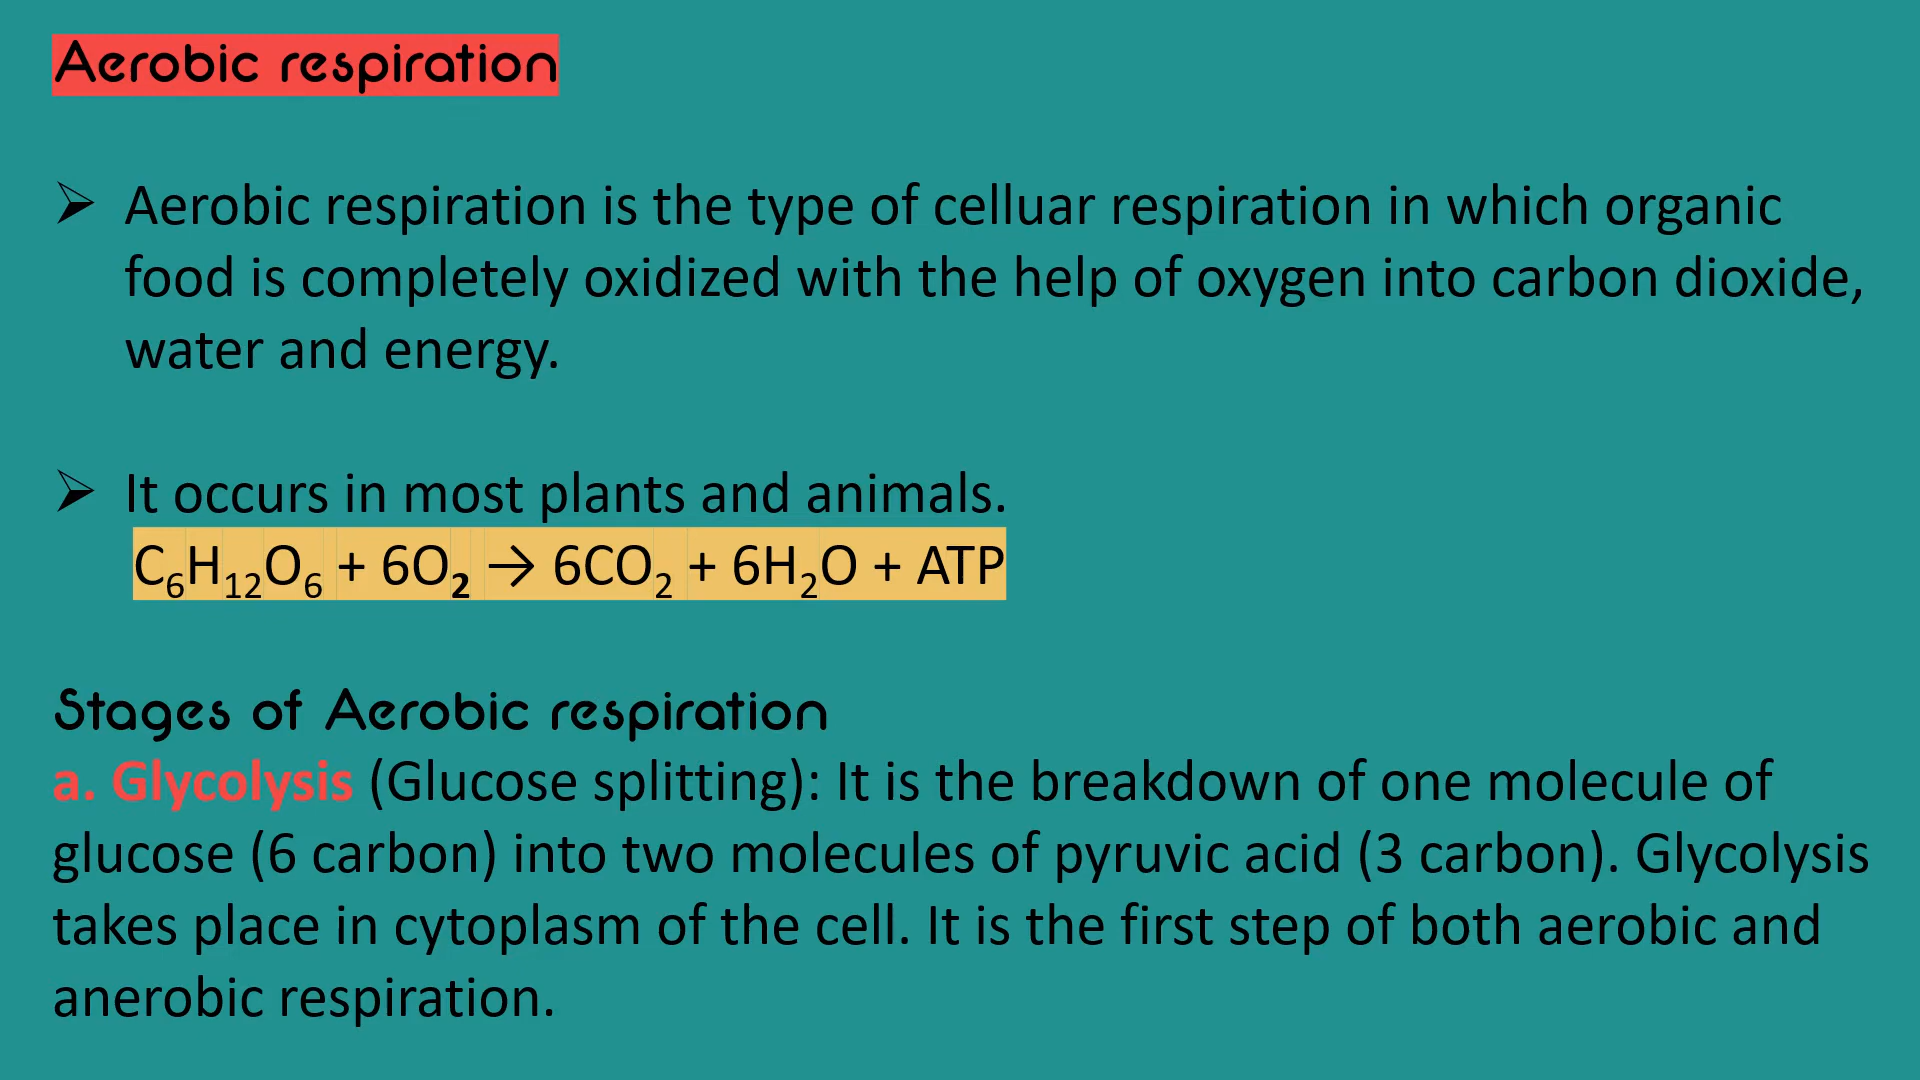 Aerobic respiration
➢ Aerobic respiration is the type of celluar respiration in which organic
food is completely oxidized with the help of oxygen into carbon dioxide,
water and energy.
➢ It occurs in most plants and animals.
C₆H₁₂O₆ + 6O₂ → 6CO₂ + 6H₂O + ATP
Stages of Aerobic respiration
a. Glycolysis (Glucose splitting): It is the breakdown of one molecule of
glucose (6 carbon) into two molecules of pyruvic acid (3 carbon). Glycolysis
takes place in cytoplasm of the cell. It is the first step of both aerobic and
anerobic respiration.